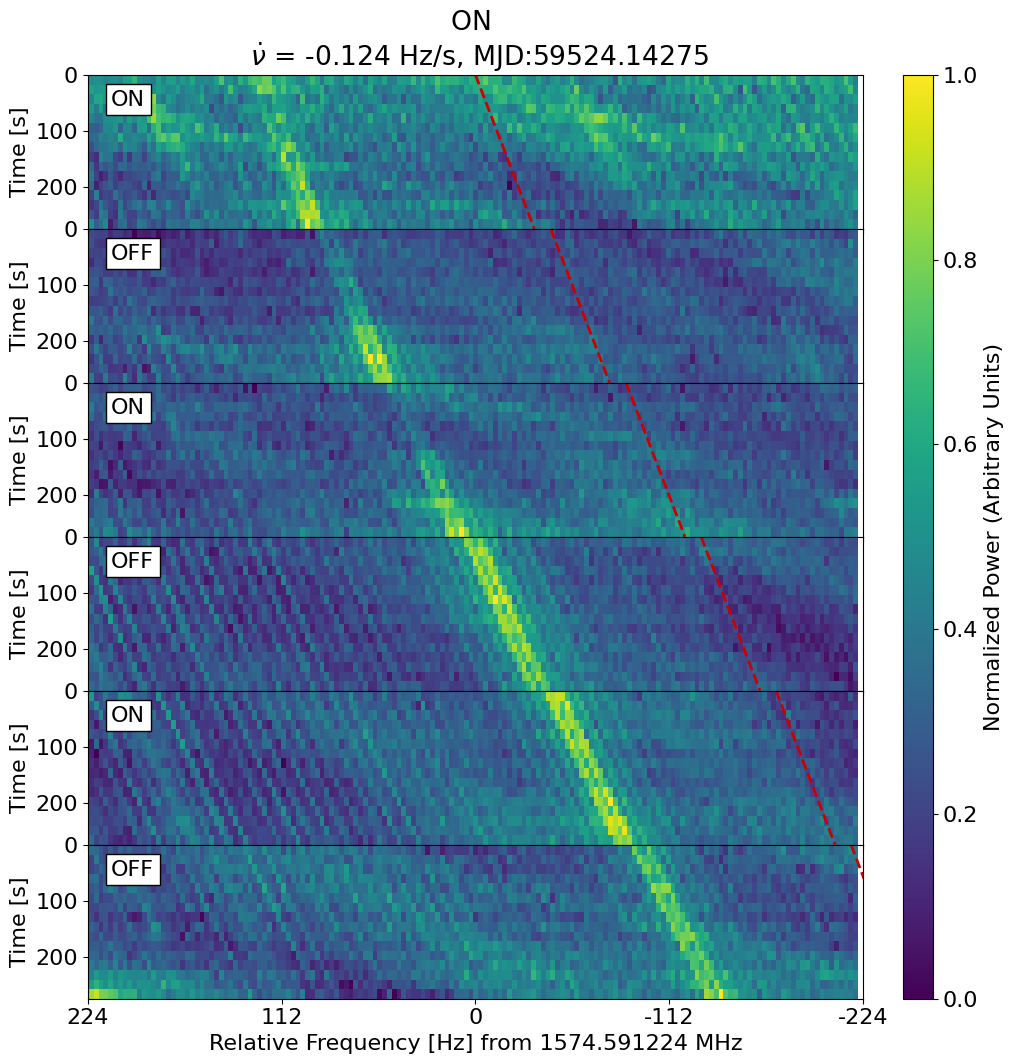 ON
ν̇ = -0.124 Hz/s, MJD:59524.14275
0
ON
100
200
Time [s]
0
OFF
100
200
Time [s]
0
ON
100
200
Time [s]
0
OFF
100
200
Time [s]
0
ON
100
200
Time [s]
0
OFF
100
200
Time [s]
224 112 0 -112 -224
Relative Frequency [Hz] from 1574.591224 MHz
1.0
0.8
0.6
0.4
0.2
0.0
Normalized Power (Arbitrary Units)